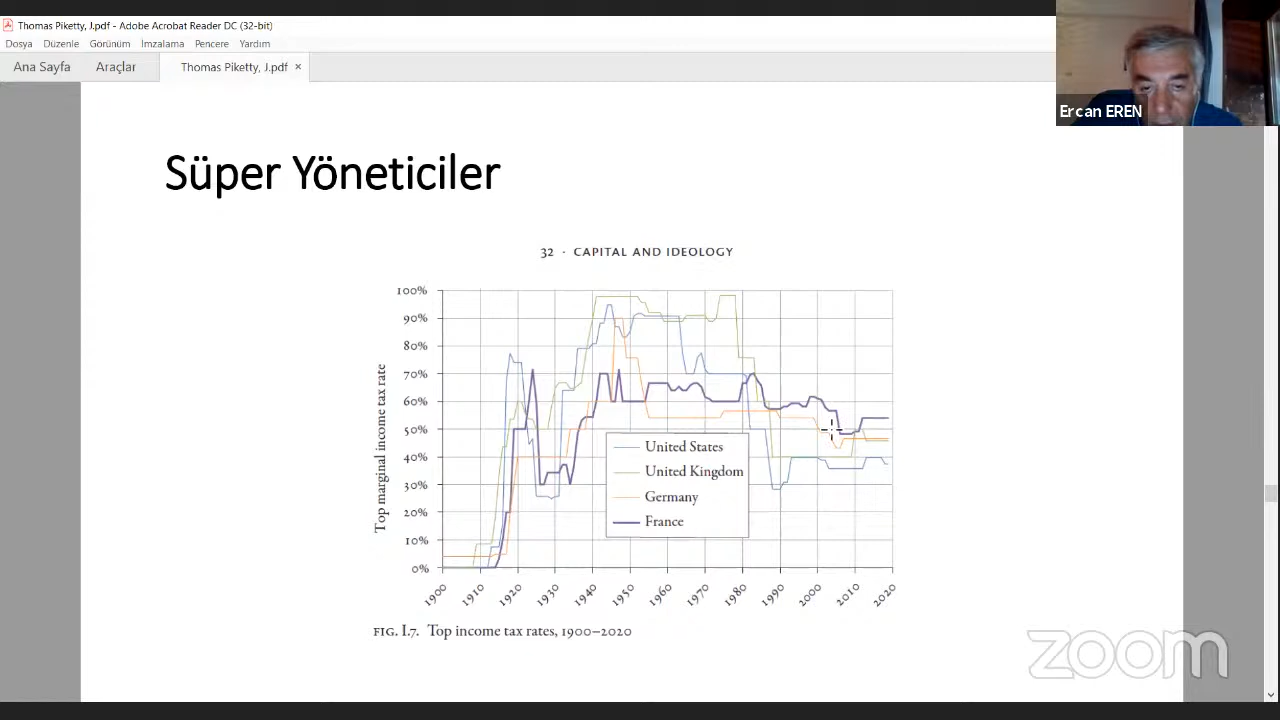 Thomas Piketty, J.pdf - Adobe Acrobat Reader DC (32-bit)
Dosya Düzenle Görünüm İmzalama Pencere Yardım
Ana Sayfa Araçlar Thomas Piketty, J.pdf ×
Ercan EREN
Süper Yöneticiler
32 · CAPITAL AND IDEOLOGY
Top marginal income tax rate
100%
90%
80%
70%
60%
50%
40%
30%
20%
10%
0%
United States
United Kingdom
Germany
France
1900 1910 1920 1930 1940 1950 1960 1970 1980 1990 2000 2010 2020
FIG. I.7. Top income tax rates, 1900–2020
zoom